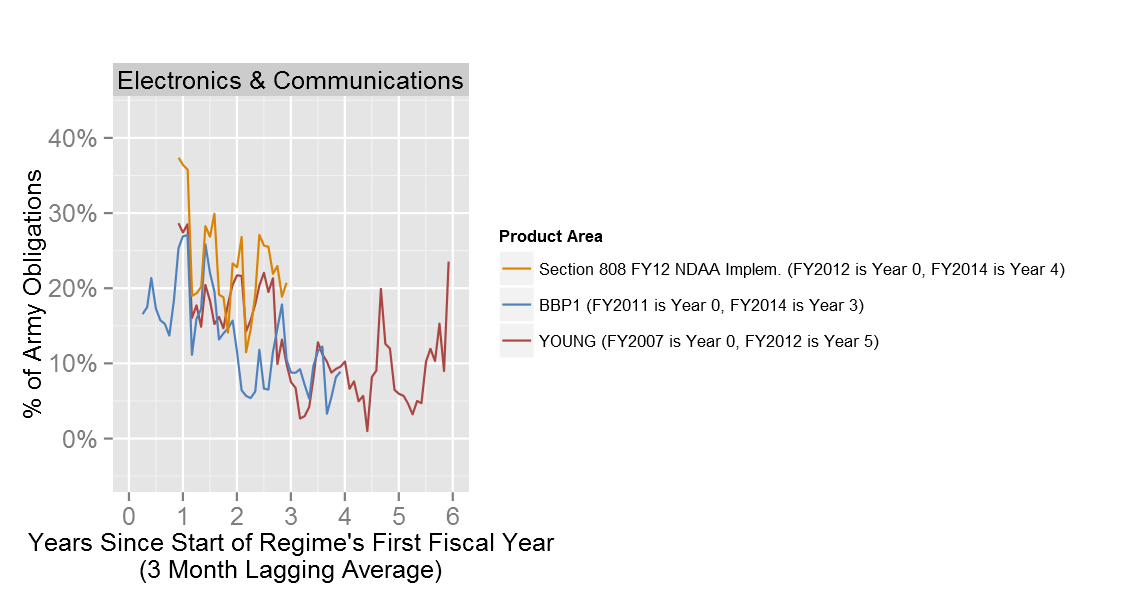 Electronics & Communications
% of Army Obligations
40%
30%
20%
10%
0%
0 1 2 3 4 5 6
Years Since Start of Regime's First Fiscal Year
(3 Month Lagging Average)
Product Area
Section 808 FY12 NDAA Implem. (FY2012 is Year 0, FY2014 is Year 4)
BBP1 (FY2011 is Year 0, FY2014 is Year 3)
YOUNG (FY2007 is Year 0, FY2012 is Year 5)